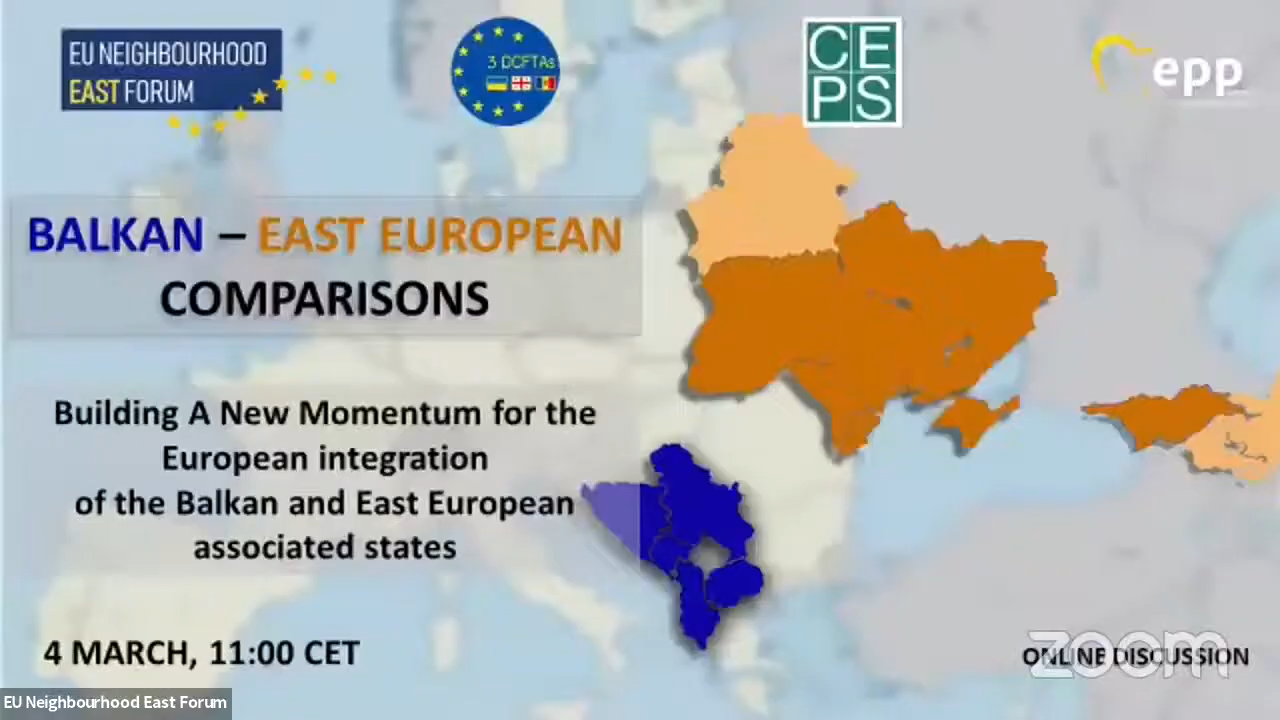 EU NEIGHBOURHOOD
EAST FORUM
3 DCFTAs
CE
PS
epp
BALKAN – EAST EUROPEAN
COMPARISONS
Building A New Momentum for the
European integration
of the Balkan and East European
associated states
4 MARCH, 11:00 CET
ONLINE DISCUSSION
zoom
EU Neighbourhood East Forum